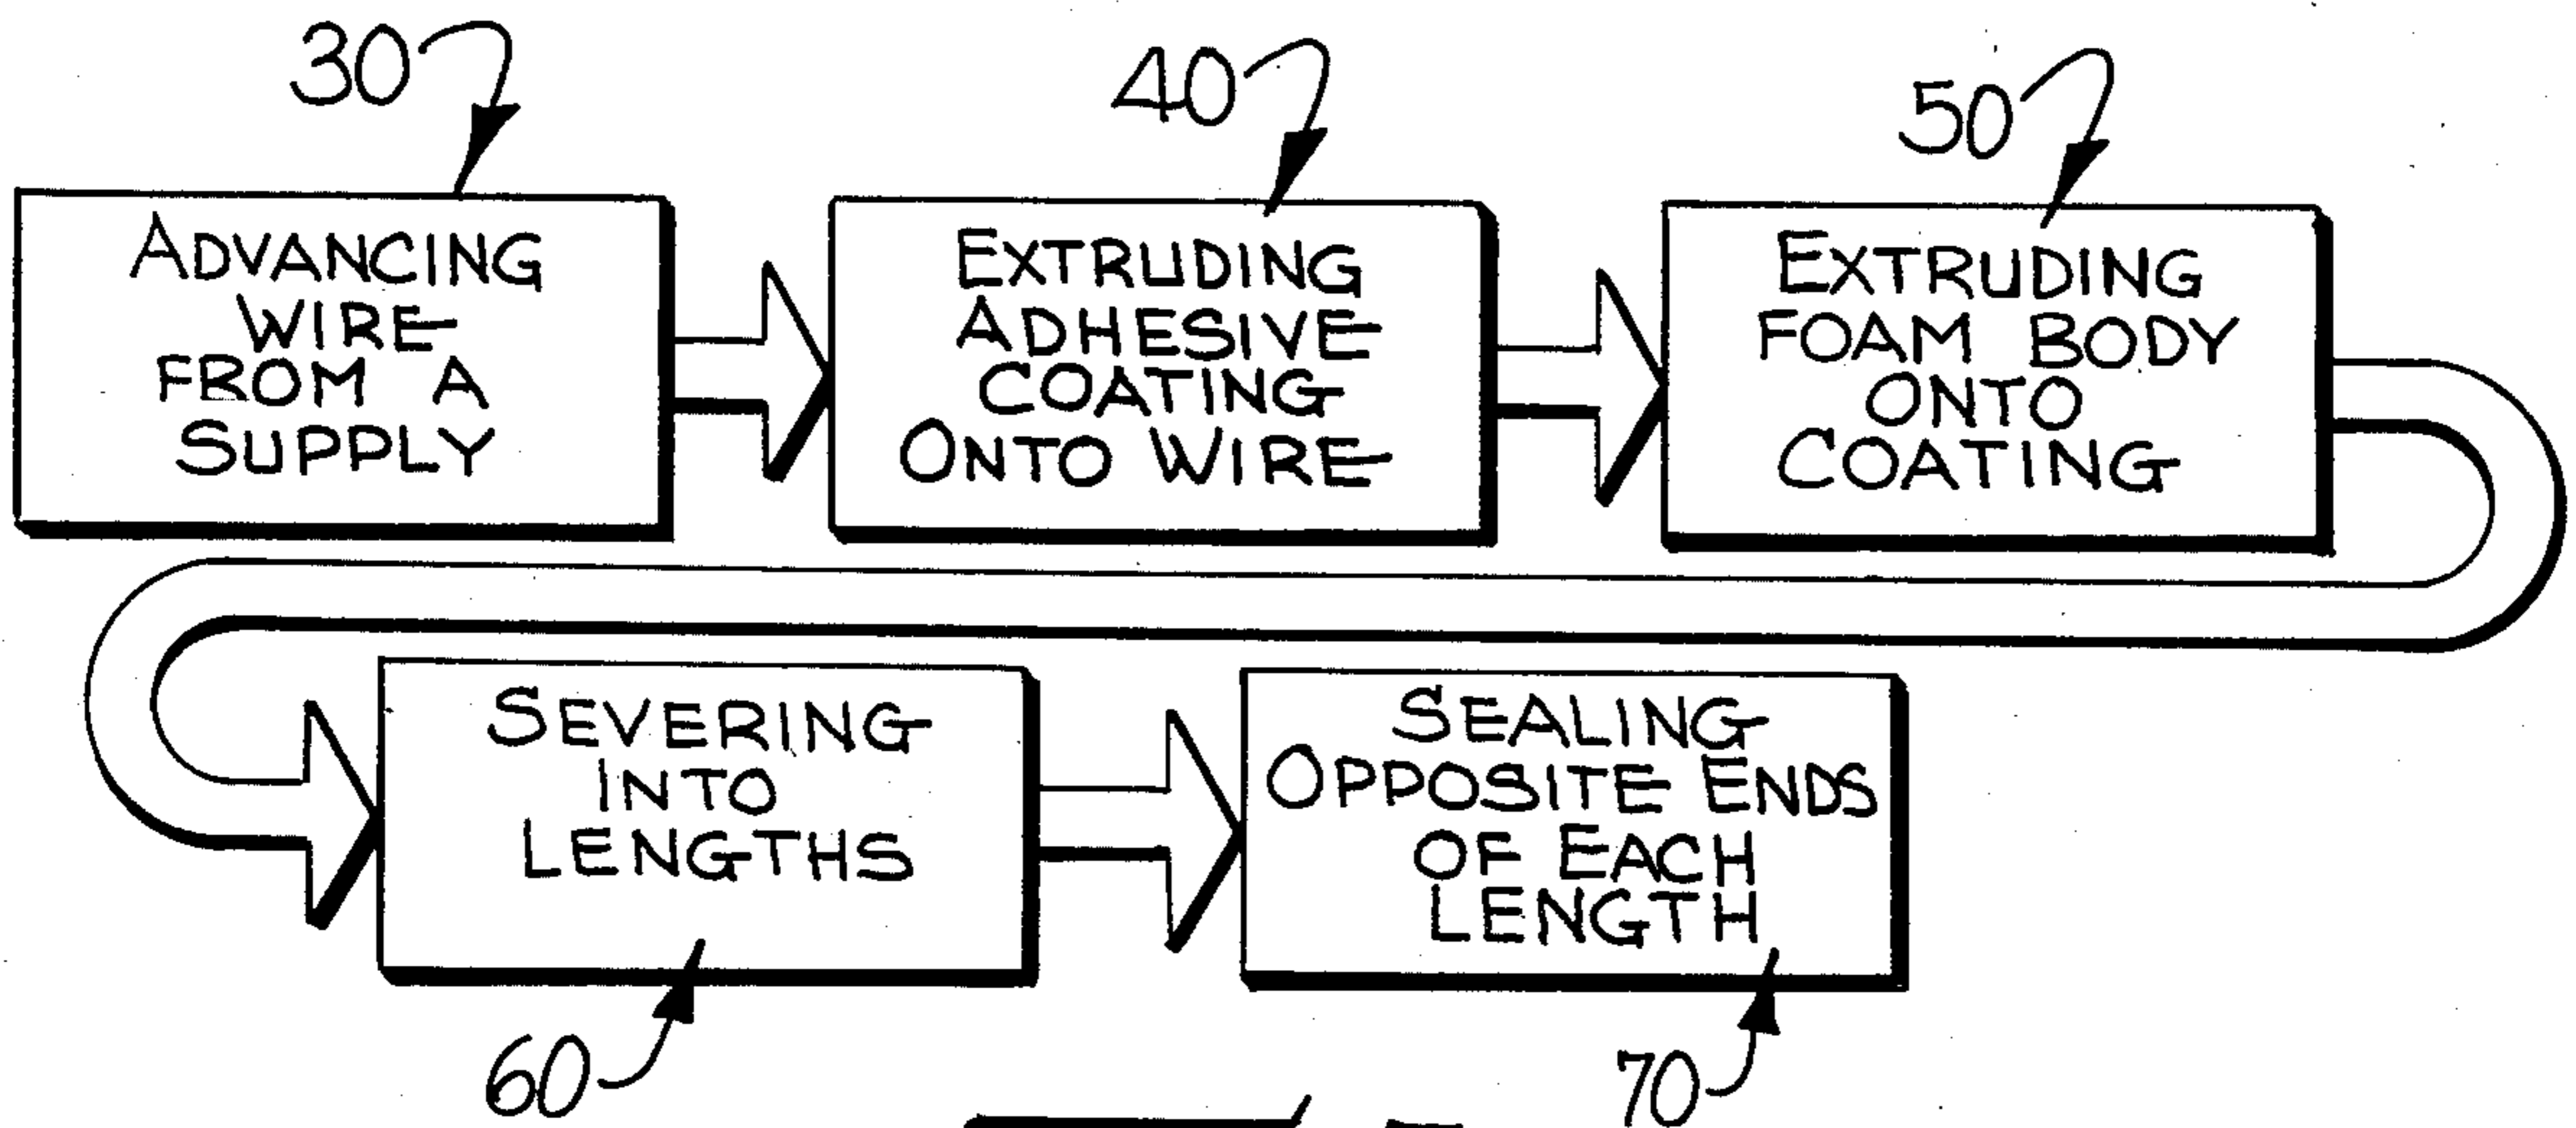 30
40
50
ADVANCING
WIRE
FROM A
SUPPLY
EXTRUDING
ADHESIVE
COATING
ONTO WIRE
EXTRUDING
FOAM BODY
ONTO
COATING
SEVERING
INTO
LENGTHS
SEALING
OPPOSITE ENDS
OF EACH
LENGTH
60
70